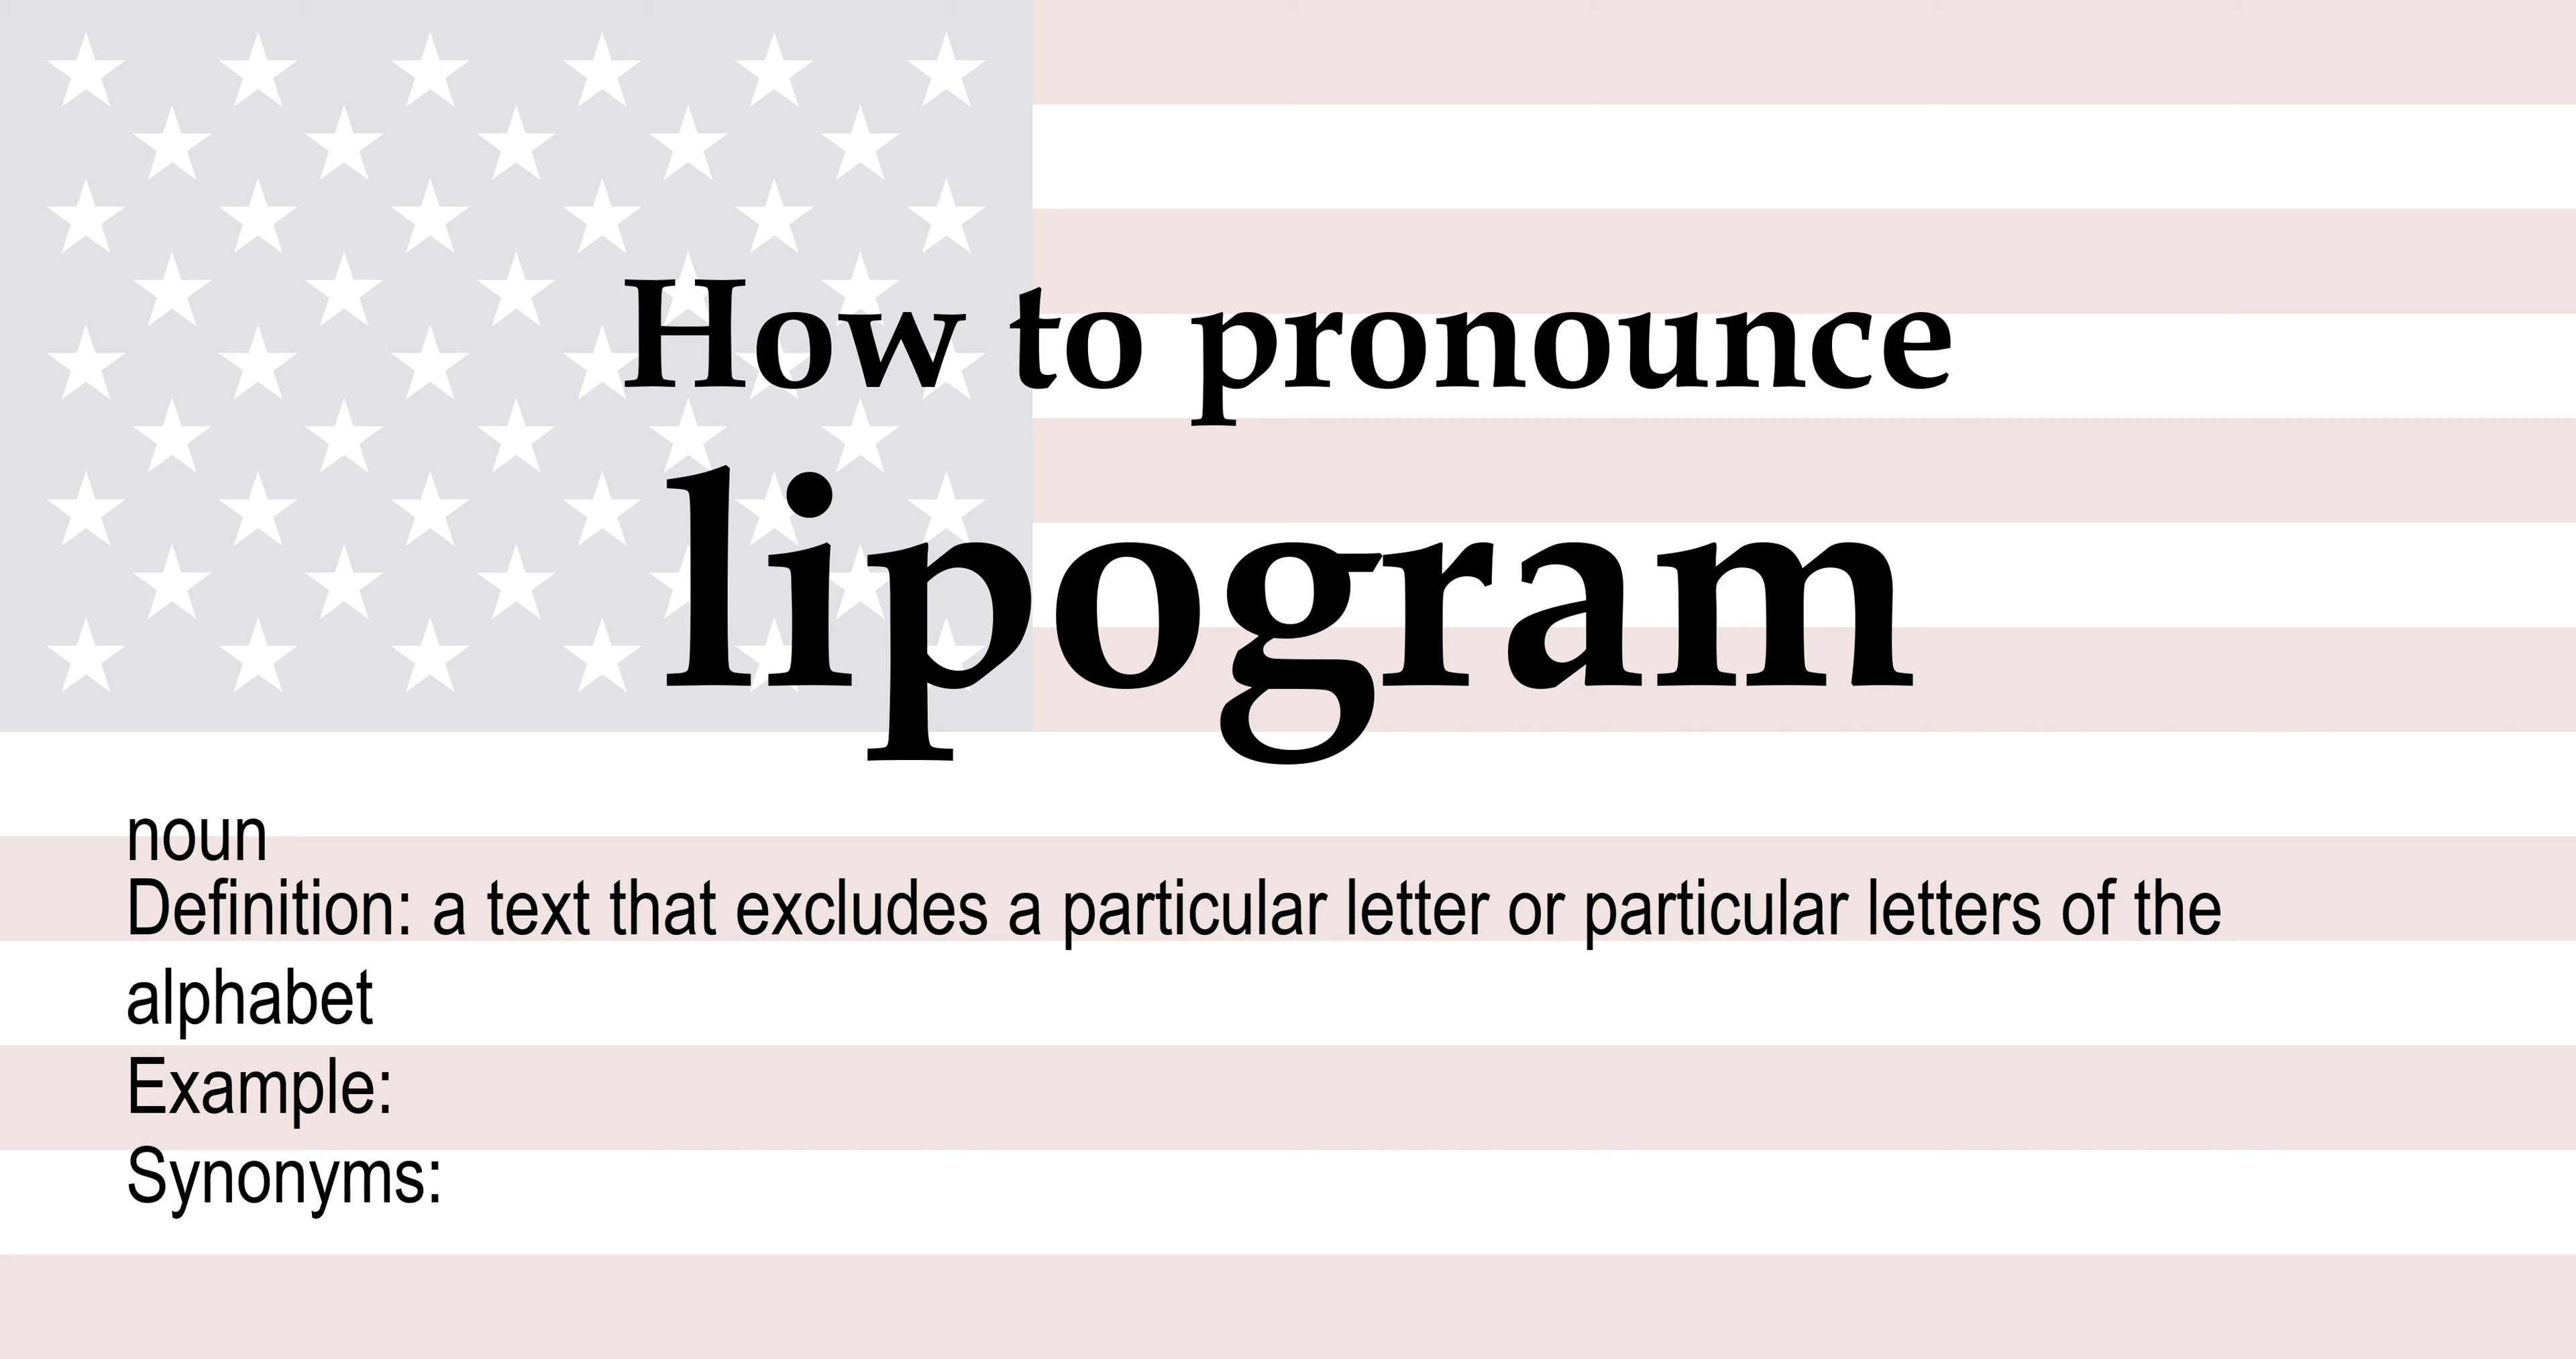 How to pronounce
lipogram
noun
Definition: a text that excludes a particular letter or particular letters of the
alphabet
Example:
Synonyms: